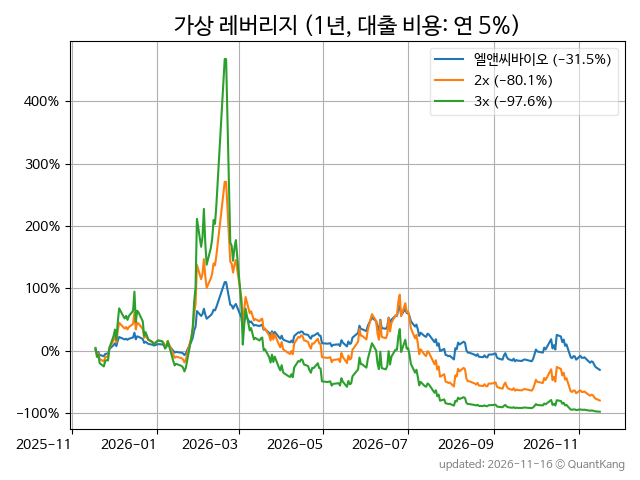 가상 레버리지 (1년, 대출 비용: 연 5%)
엘앤씨바이오 (−31.5%)
2x (−80.1%)
3x (−97.6%)
400%
300%
200%
100%
0%
−100%
2025-11 2026-01 2026-03 2026-05 2026-07 2026-09 2026-11
updated: 2026-11-16 © QuantKang